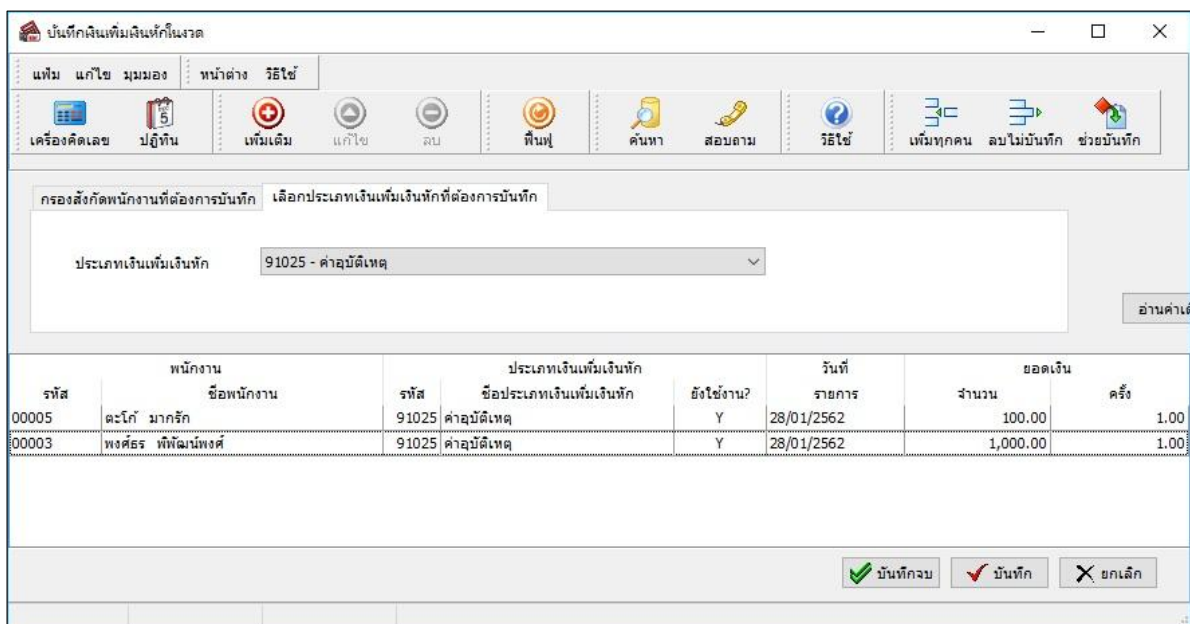 บันทึกเงินเพิ่มเงินหักในงวด
แฟ้ม แก้ไข มุมมอง หน้าต่าง วิธีใช้
เครื่องคิดเลข ปฏิทิน เพิ่มเติม แก้ไข ลบ ฟื้นฟู ค้นหา สอบถาม วิธีใช้ เพิ่มทุกคน ลบไม่บันทึก ช่วยบันทึก
กรองสังกัดพนักงานที่ต้องการบันทึก เลือกประเภทเงินเพิ่มเงินหักที่ต้องการบันทึก
ประเภทเงินเพิ่มเงินหัก 91025 - ค่าอุบัติเหตุ
อ่านค่าเ
พนักงาน ประเภทเงินเพิ่มเงินหัก วันที่ ยอดเงิน
รหัส ชื่อพนักงาน รหัส ชื่อประเภทเงินเพิ่มเงินหัก ยังใช้งาน? รายการ จำนวน ครั้ง
00005 ตะโก้ มากรัก 91025 ค่าอุบัติเหตุ Y 28/01/2562 100.00 1.00
00003 พงศ์ธร พิพัฒน์พงศ์ 91025 ค่าอุบัติเหตุ Y 28/01/2562 1,000.00 1.00
บันทึกจบ บันทึก ยกเลิก